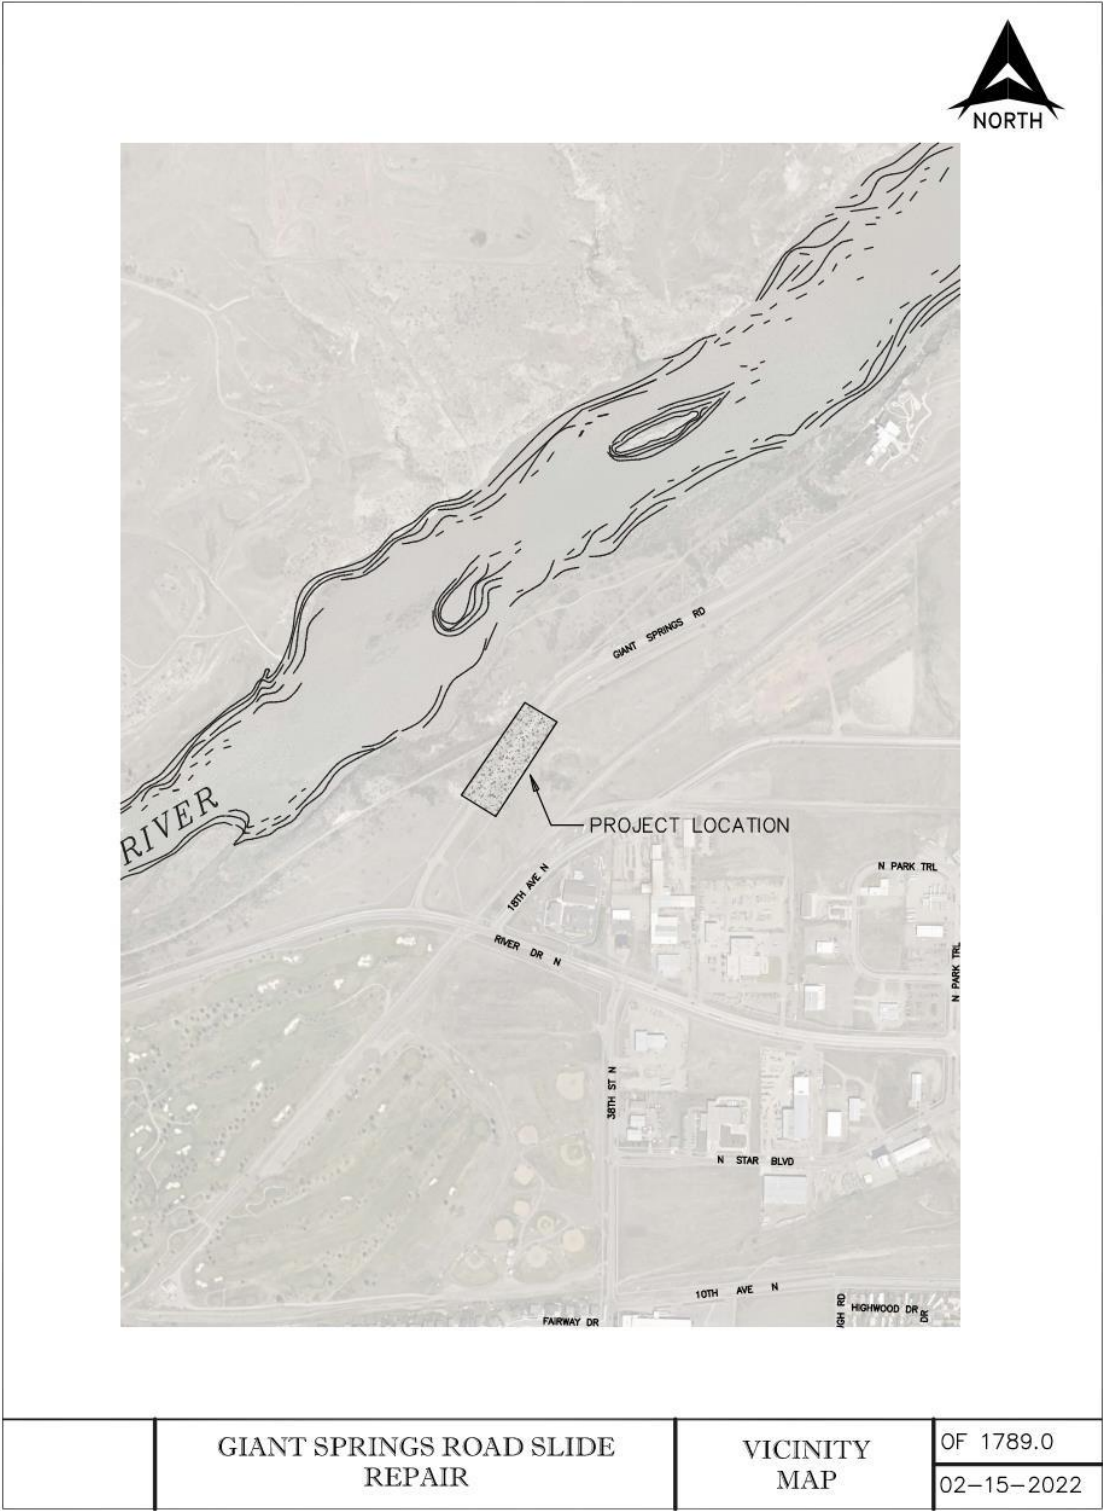 NORTH
GIANT SPRINGS RD
RIVER
PROJECT LOCATION
18TH AVE N
N PARK TRL
RIVER DR N
N PARK TRL
38TH ST N
N STAR BLVD
10TH AVE N
GH RD
HIGHWOOD DR
DR
FAIRWAY DR
GIANT SPRINGS ROAD SLIDE
REPAIR
VICINITY
MAP
OF 1789.0
02-15-2022